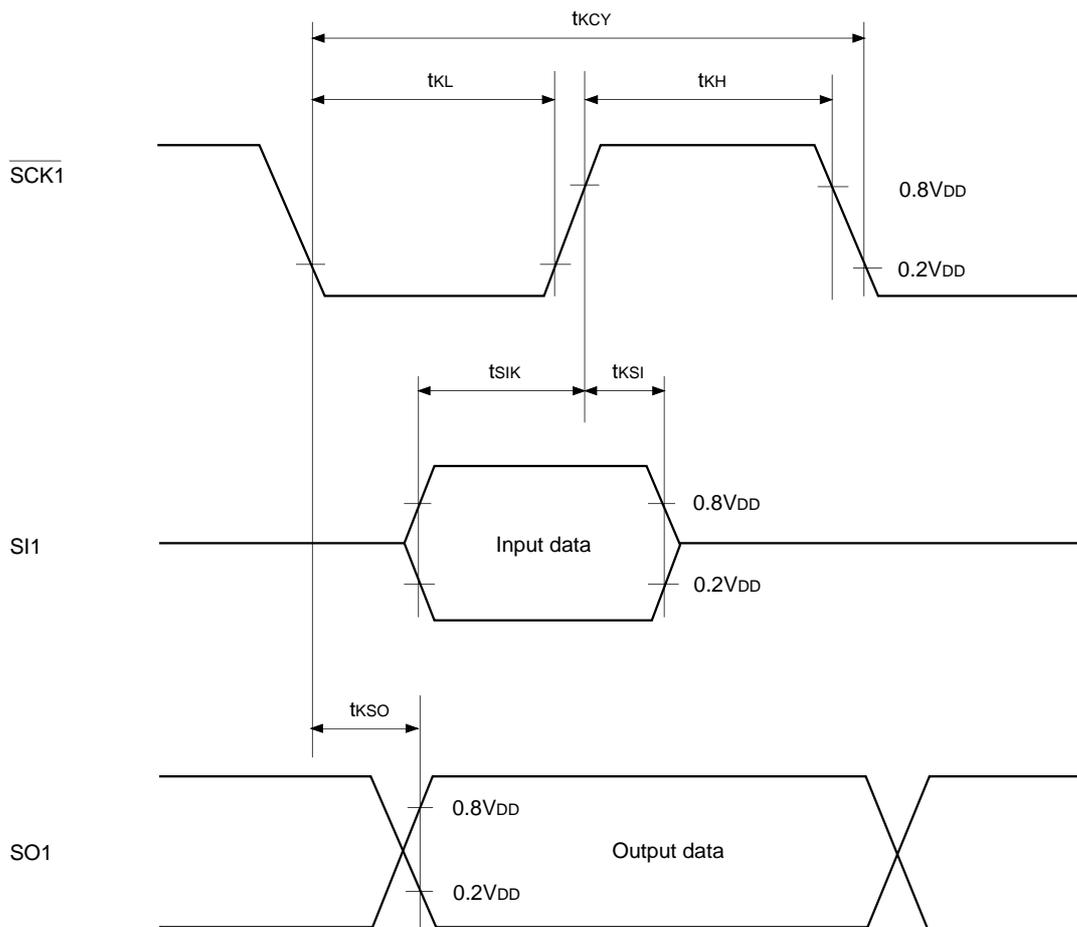 tKCY
tKL
tKH
SCK1
0.8VDD
0.2VDD
tSIK
tKSI
SI1
0.8VDD
Input data
0.2VDD
tKSO
SO1
0.8VDD
Output data
0.2VDD